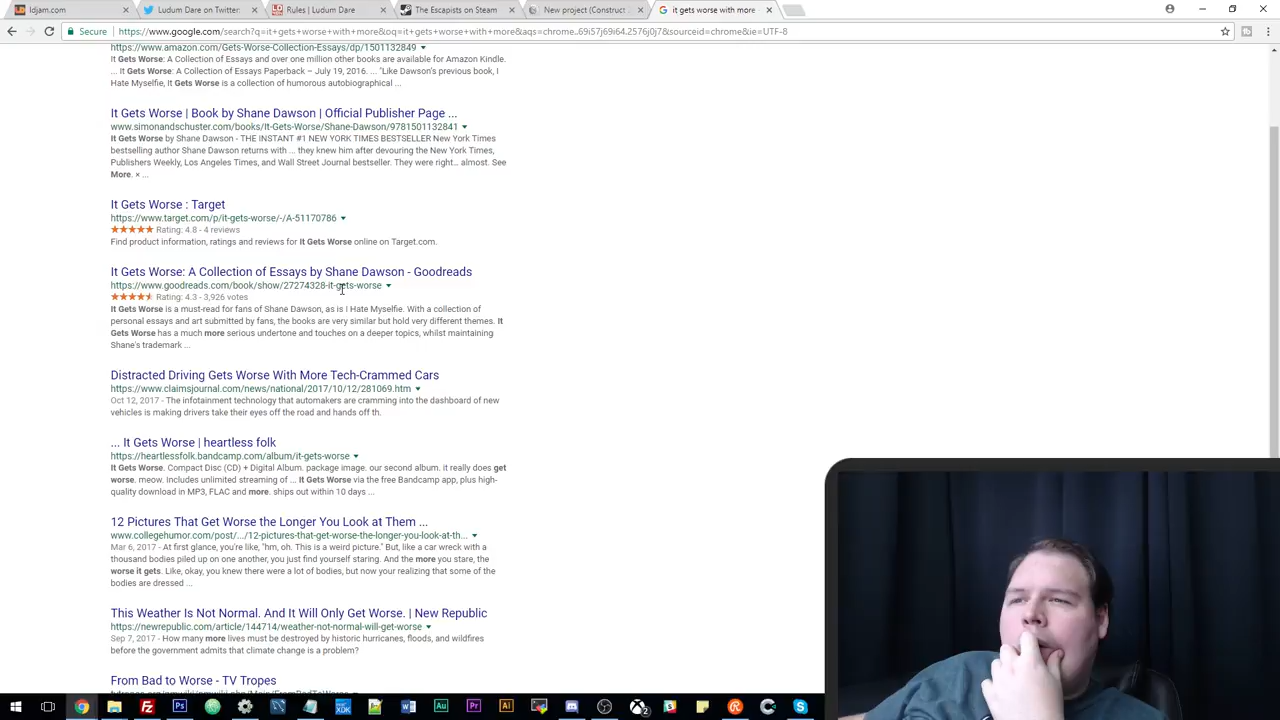 ldjam.com
Ludum Dare on Twitter:
Rules | Ludum Dare
The Escapists on Steam
New project (Construct
it gets worse with more
Secure
https://www.google.com/search?q=it+gets+worse+with+more&oq=it+gets+worse+with+more&aqs=chrome..69i57j69i64.2576j0j7&sourceid=chrome&ie=UTF-8
https://www.amazon.com/Gets-Worse-Collection-Essays/dp/1501132849
It Gets Worse: A Collection of Essays and over one million other books are available for Amazon Kindle.
... It Gets Worse: A Collection of Essays Paperback – July 19, 2016. ... "Like Dawson's previous book, I
Hate Myselfie, It Gets Worse is a collection of humorous autobiographical ...
It Gets Worse | Book by Shane Dawson | Official Publisher Page ...
www.simonandschuster.com/books/It-Gets-Worse/Shane-Dawson/9781501132841
It Gets Worse by Shane Dawson - THE INSTANT #1 NEW YORK TIMES BESTSELLER New York Times
bestselling author Shane Dawson returns with ... they knew him after devouring the New York Times,
Publishers Weekly, Los Angeles Times, and Wall Street Journal bestseller. They were right... almost. See
More. × ...
It Gets Worse : Target
https://www.target.com/p/it-gets-worse/-/A-51170786
Rating: 4.8 - 4 reviews
Find product information, ratings and reviews for It Gets Worse online on Target.com.
It Gets Worse: A Collection of Essays by Shane Dawson - Goodreads
https://www.goodreads.com/book/show/27274328-it-gets-worse
Rating: 4.3 - 3,926 votes
It Gets Worse is a must-read for fans of Shane Dawson, as is I Hate Myselfie. With a collection of
personal essays and art submitted by fans, the books are very similar but hold very different themes. It
Gets Worse has a much more serious undertone and touches on a deeper topics, whilst maintaining
Shane's trademark ...
Distracted Driving Gets Worse With More Tech-Crammed Cars
https://www.claimsjournal.com/news/national/2017/10/12/281069.htm
Oct 12, 2017 - The infotainment technology that automakers are cramming into the dashboard of new
vehicles is making drivers take their eyes off the road and hands off th.
... It Gets Worse | heartless folk
https://heartlessfolk.bandcamp.com/album/it-gets-worse
It Gets Worse. Compact Disc (CD) + Digital Album. package image. our second album. it really does get
worse. meow. Includes unlimited streaming of ... It Gets Worse via the free Bandcamp app, plus high-
quality download in MP3, FLAC and more. ships out within 10 days ...
12 Pictures That Get Worse the Longer You Look at Them ...
www.collegehumor.com/post/.../12-pictures-that-get-worse-the-longer-you-look-at-th...
Mar 6, 2017 - At first glance, you're like, "hm, oh. This is a weird picture." But, like a car wreck with a
thousand bodies piled up on one another, you just find yourself staring. And the more you stare, the
worse it gets. Like, okay, you knew there were a lot of bodies, but now your realizing that some of the
bodies are dressed ...
This Weather Is Not Normal. And It Will Only Get Worse. | New Republic
https://newrepublic.com/article/144714/weather-not-normal-will-get-worse
Sep 7, 2017 - How many more lives must be destroyed by historic hurricanes, floods, and wildfires
before the government admits that climate change is a problem?
From Bad to Worse - TV Tropes